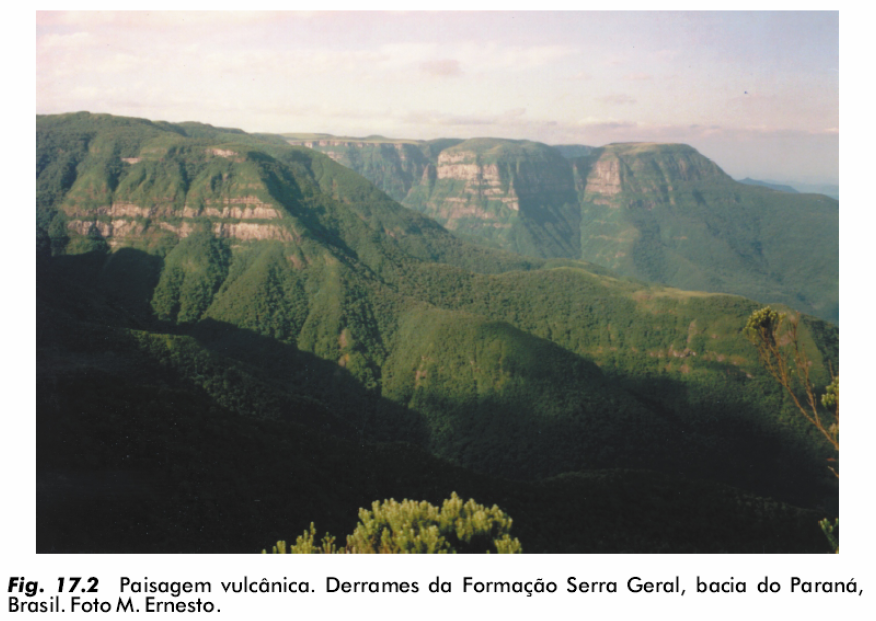 Fig. 17.2 Paisagem vulcânica. Derrames da Formação Serra Geral, bacia do Paraná,
Brasil. Foto M. Ernesto.